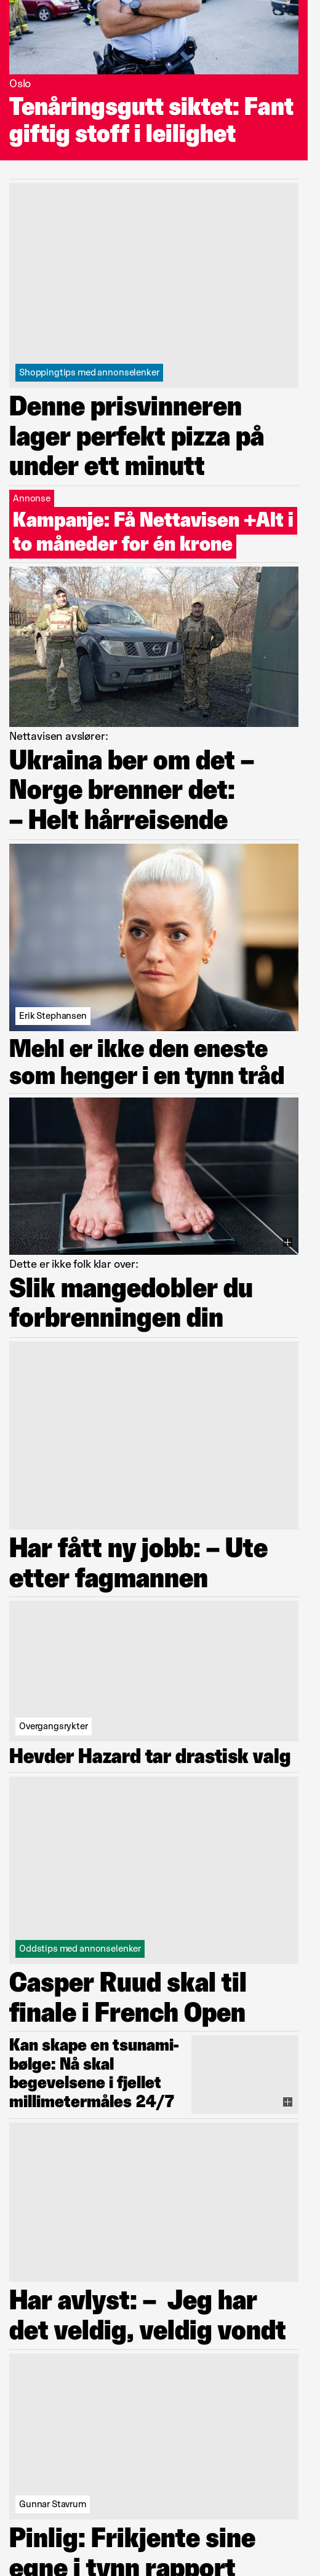 Oslo
Tenåringsgutt siktet: Fant
giftig stoff i leilighet
Shoppingtips med annonselenker
Denne prisvinneren
lager perfekt pizza på
under ett minutt
Annonse
Kampanje: Få Nettavisen +Alt i
to måneder for én krone
Nettavisen avslører:
Ukraina ber om det –
Norge brenner det:
– Helt hårreisende
Erik Stephansen
Mehl er ikke den eneste
som henger i en tynn tråd
Dette er ikke folk klar over:
Slik mangedobler du
forbrenningen din
Har fått ny jobb: – Ute
etter fagmannen
Overgangsrykter
Hevder Hazard tar drastisk valg
Oddstips med annonselenker
Casper Ruud skal til
finale i French Open
Kan skape en tsunami-
bølge: Nå skal
begevelsene i fjellet
millimetermåles 24/7
Har avlyst: – Jeg har
det veldig, veldig vondt
Gunnar Stavrum
Pinlig: Frikjente sine
egne i tynn rapport